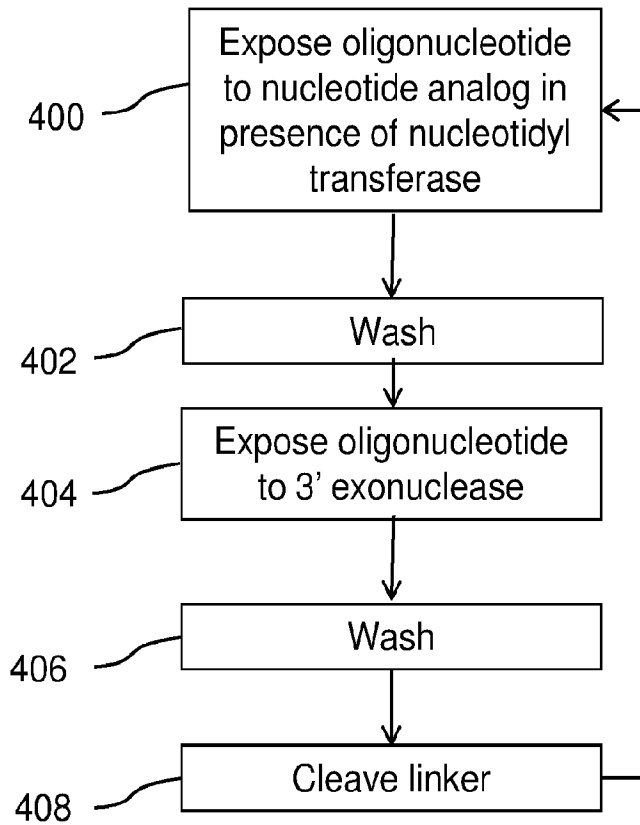 Expose oligonucleotide
to nucleotide analog in
presence of nucleotidyl
transferase
400
Wash
402
Expose oligonucleotide
to 3' exonuclease
404
Wash
406
Cleave linker
408